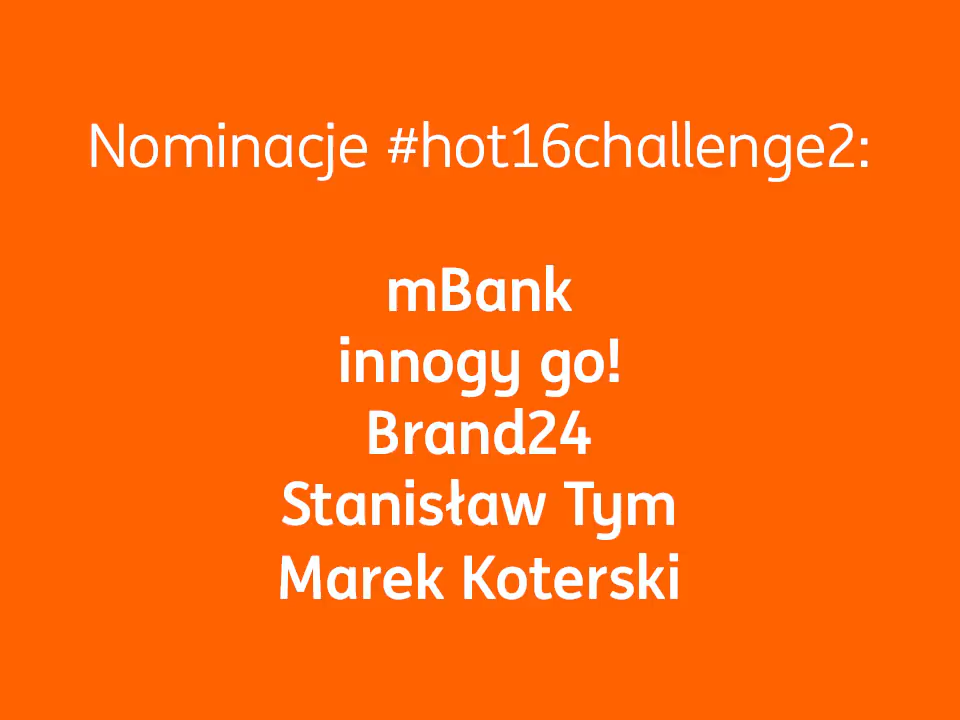 Nominacje #hot16challenge2:
mBank
innogy go!
Brand24
Stanisław Tym
Marek Koterski